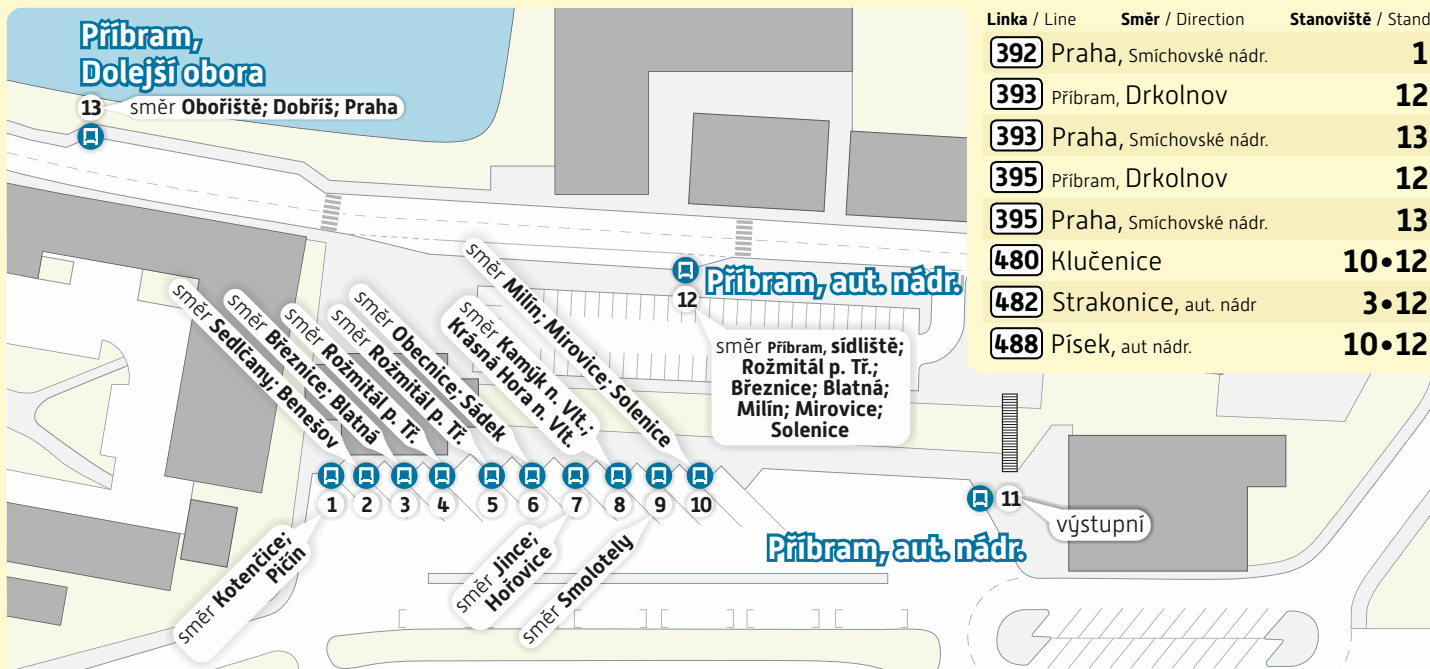 Příbram,
Dolejší obora
13 směr Obořiště; Dobříš; Praha
směr Sedlčany; Benešov
směr Březnice; Blatná
směr Rožmitál p. Tř.
směr Rožmitál p. Tř.
směr Obecnice; Sádek
směr Kamýk n. Vlt.;
Krásná Hora n. Vlt.
směr Milín; Mirovice; Solenice
Příbram, aut. nádr.
12
směr Příbram, sídliště;
Rožmitál p. Tř.;
Březnice; Blatná;
Milín; Mirovice;
Solenice
1 2 3 4 5 6 7 8 9 10
11
výstupní
Příbram, aut. nádr.
směr Kotenčice;
Pičín
směr Jince;
Hořovice
směr Smolotely
Linka / Line Směr / Direction Stanoviště / Stand
392 Praha, Smíchovské nádr. 1
393 Příbram, Drkolnov 12
393 Praha, Smíchovské nádr. 13
395 Příbram, Drkolnov 12
395 Praha, Smíchovské nádr. 13
480 Klučenice 10•12
482 Strakonice, aut. nádr 3•12
488 Písek, aut nádr. 10•12